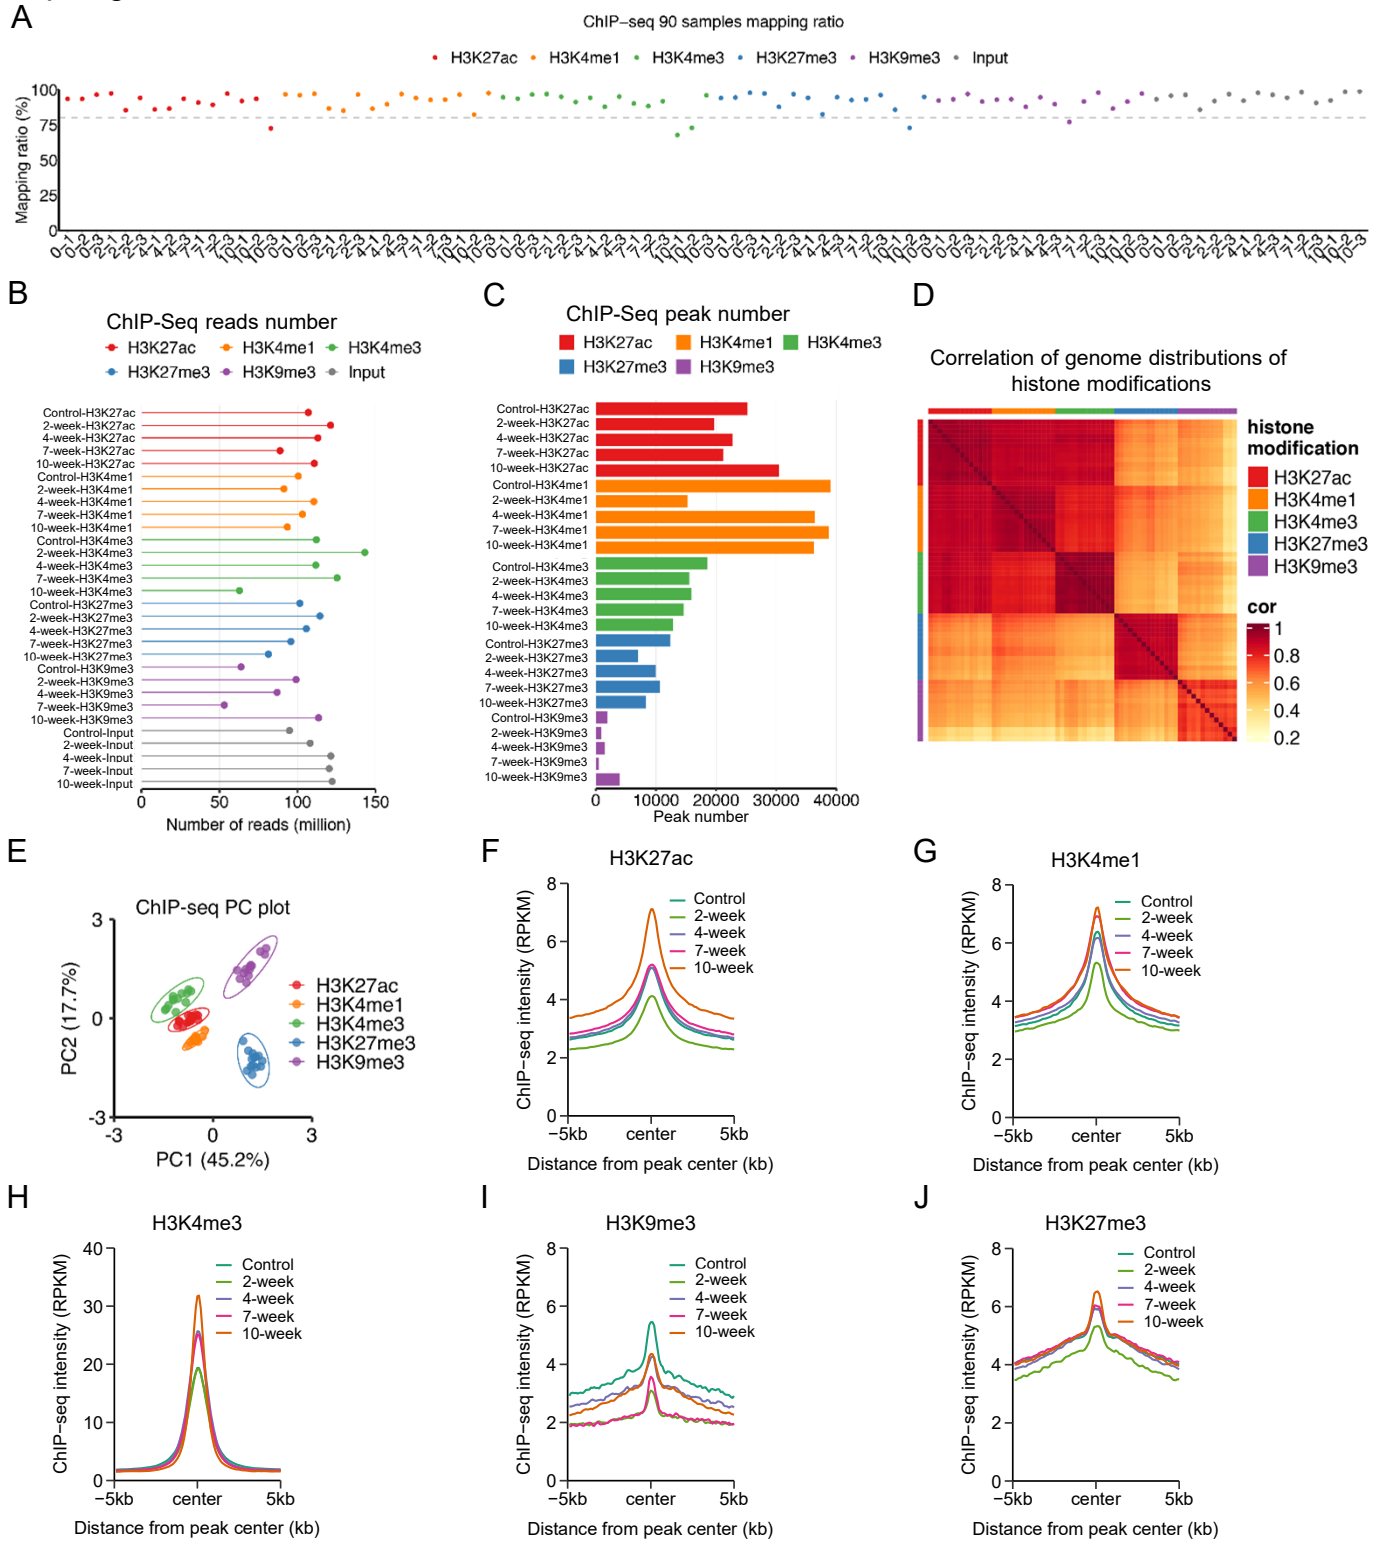 A
ChIP–seq 90 samples mapping ratio
H3K27ac H3K4me1 H3K4me3 H3K27me3 H3K9me3 Input
Mapping ratio (%)
100
75
50
25
0
B
ChIP-Seq reads number
H3K27ac H3K4me1 H3K4me3
H3K27me3 H3K9me3 Input
Control-H3K27ac
2-week-H3K27ac
4-week-H3K27ac
7-week-H3K27ac
10-week-H3K27ac
Control-H3K4me1
2-week-H3K4me1
4-week-H3K4me1
7-week-H3K4me1
10-week-H3K4me1
Control-H3K4me3
2-week-H3K4me3
4-week-H3K4me3
7-week-H3K4me3
10-week-H3K4me3
Control-H3K27me3
2-week-H3K27me3
4-week-H3K27me3
7-week-H3K27me3
10-week-H3K27me3
Control-H3K9me3
2-week-H3K9me3
4-week-H3K9me3
7-week-H3K9me3
10-week-H3K9me3
Control-Input
2-week-Input
4-week-Input
7-week-Input
10-week-Input
0 50 100 150
Number of reads (million)
C
ChIP-Seq peak number
H3K27ac H3K4me1 H3K4me3
H3K27me3 H3K9me3
Control-H3K27ac
2-week-H3K27ac
4-week-H3K27ac
7-week-H3K27ac
10-week-H3K27ac
Control-H3K4me1
2-week-H3K4me1
4-week-H3K4me1
7-week-H3K4me1
10-week-H3K4me1
Control-H3K4me3
2-week-H3K4me3
4-week-H3K4me3
7-week-H3K4me3
10-week-H3K4me3
Control-H3K27me3
2-week-H3K27me3
4-week-H3K27me3
7-week-H3K27me3
10-week-H3K27me3
Control-H3K9me3
2-week-H3K9me3
4-week-H3K9me3
7-week-H3K9me3
10-week-H3K9me3
0 10000 20000 30000 40000
Peak number
D
Correlation of genome distributions of
histone modifications
histone
modification
H3K27ac
H3K4me1
H3K4me3
H3K27me3
H3K9me3
cor
1
0.8
0.6
0.4
0.2
E
ChIP-seq PC plot
PC2 (17.7%)
3
0
-3
-3 0 3
PC1 (45.2%)
H3K27ac
H3K4me1
H3K4me3
H3K27me3
H3K9me3
F
H3K27ac
ChIP–seq intensity (RPKM)
8
6
4
2
0
Control
2-week
4-week
7-week
10-week
−5kb center 5kb
Distance from peak center (kb)
G
H3K4me1
ChIP–seq intensity (RPKM)
8
6
4
2
0
Control
2-week
4-week
7-week
10-week
−5kb center 5kb
Distance from peak center (kb)
H
H3K4me3
ChIP–seq intensity (RPKM)
40
30
20
10
0
Control
2-week
4-week
7-week
10-week
−5kb center 5kb
Distance from peak center (kb)
I
H3K9me3
ChIP–seq intensity (RPKM)
8
6
4
2
0
Control
2-week
4-week
7-week
10-week
−5kb center 5kb
Distance from peak center (kb)
J
H3K27me3
ChIP–seq intensity (RPKM)
8
6
4
2
0
Control
2-week
4-week
7-week
10-week
−5kb center 5kb
Distance from peak center (kb)